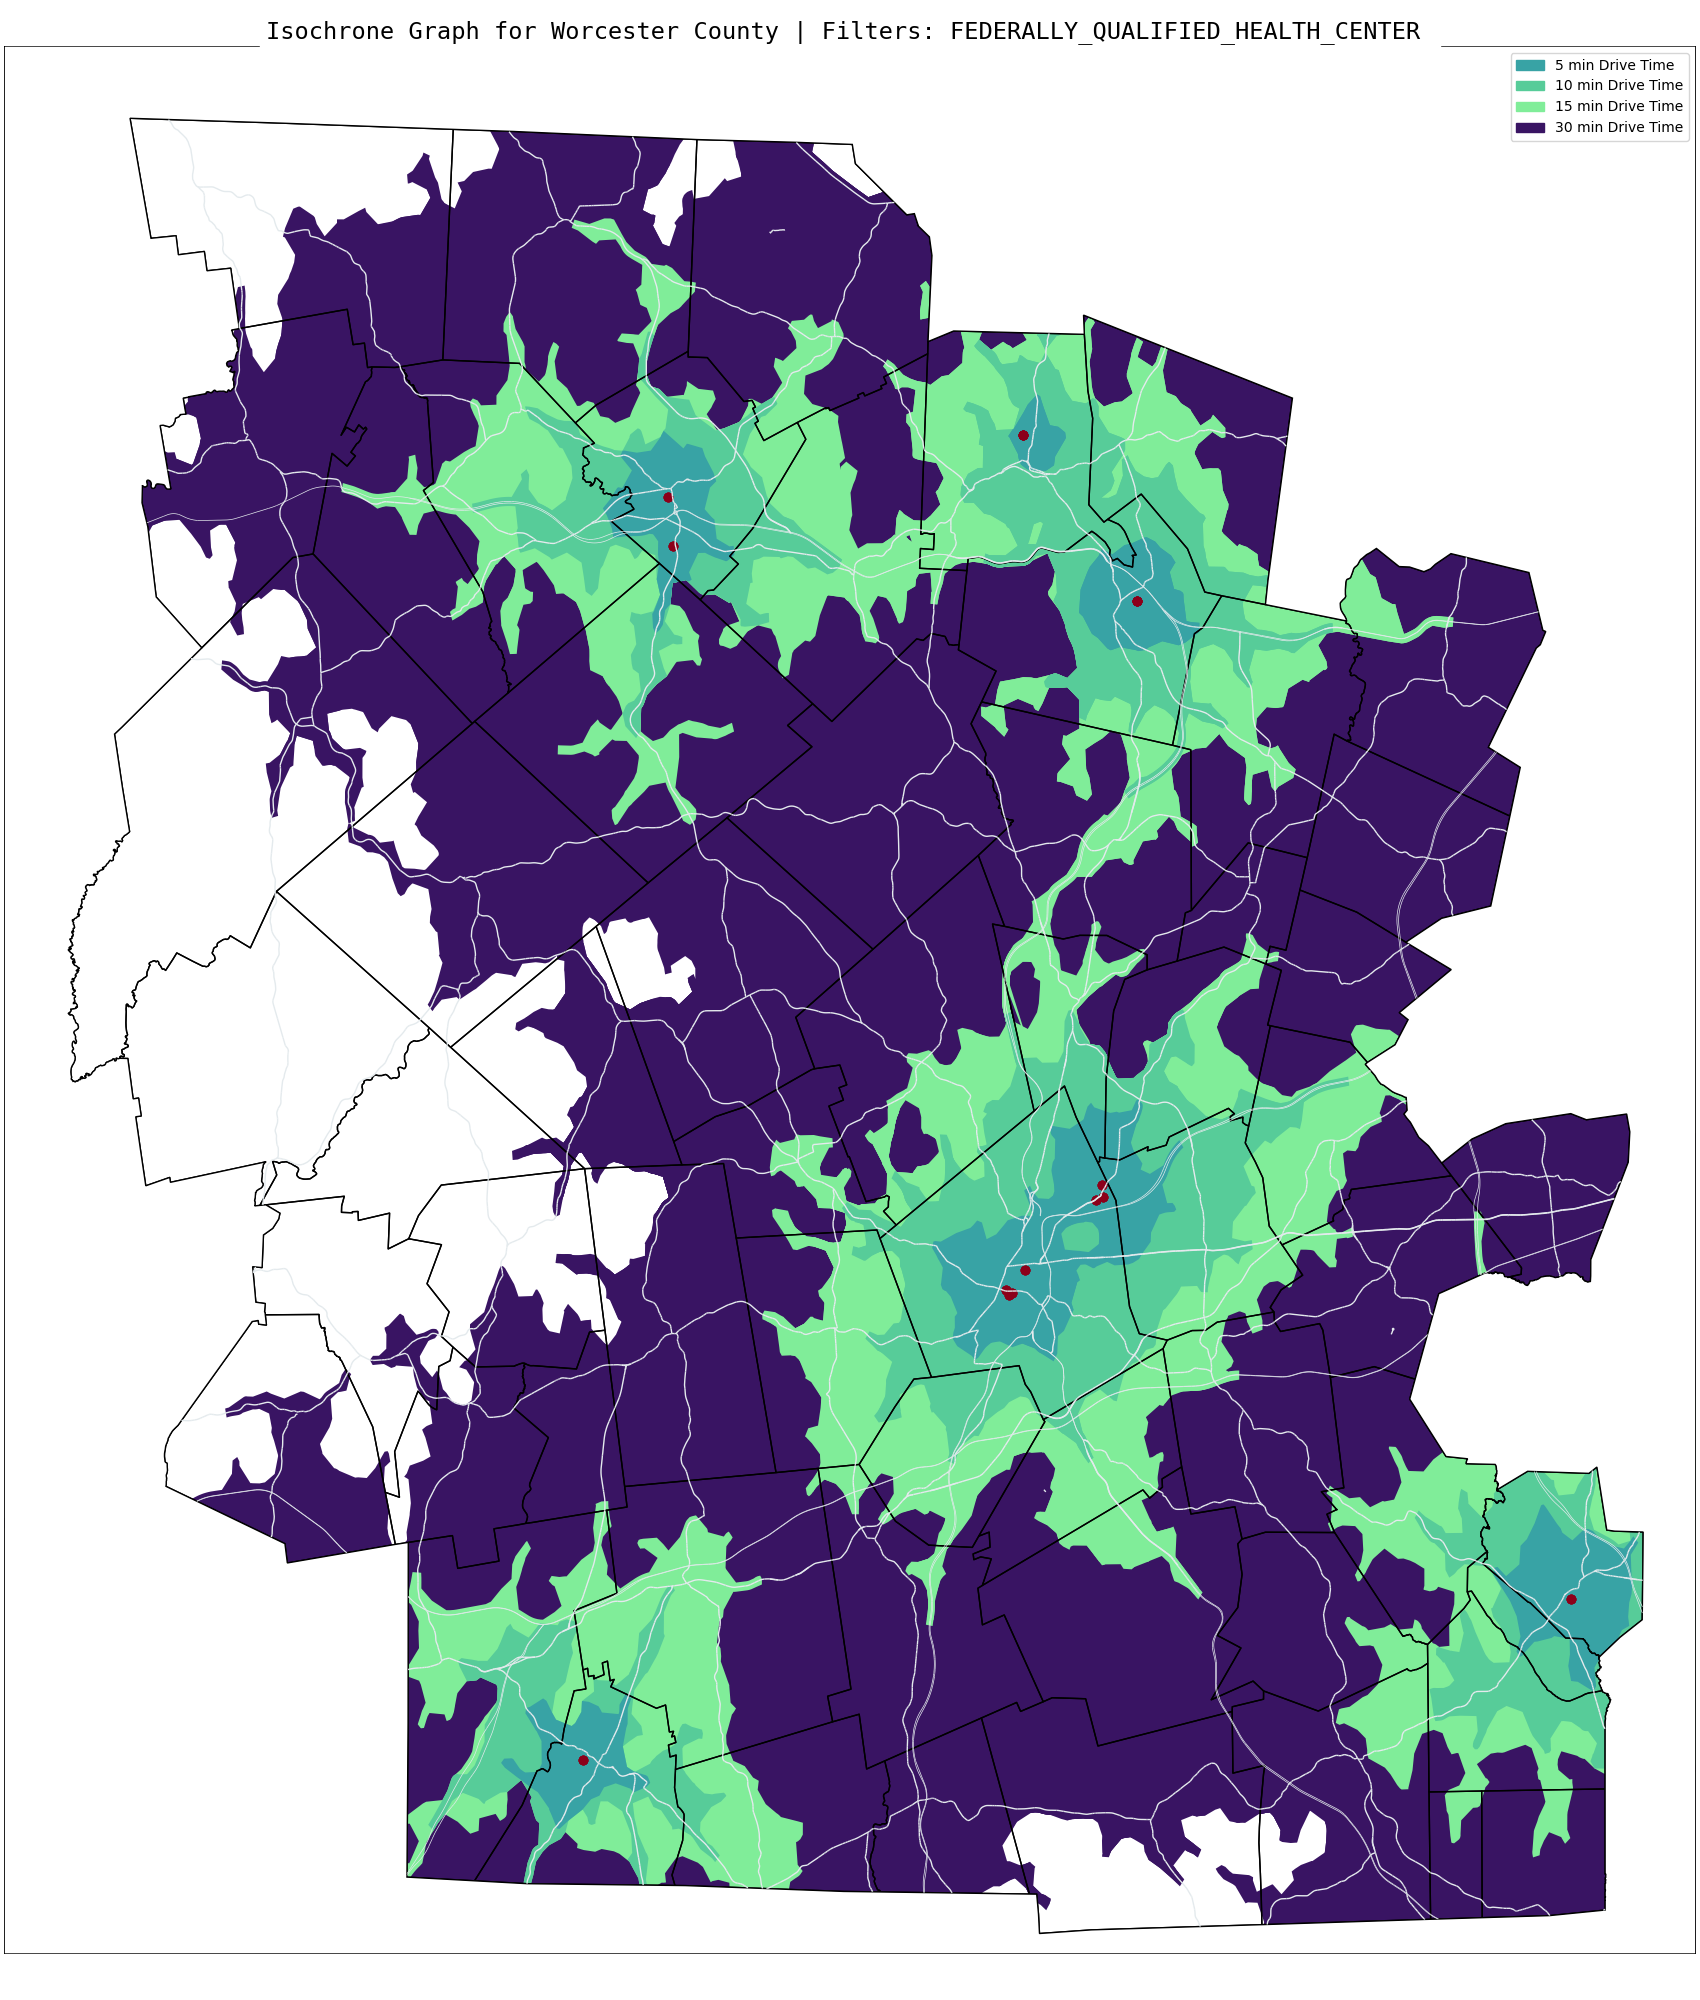 Isochrone Graph for Worcester County | Filters: FEDERALLY_QUALIFIED_HEALTH_CENTER
5 min Drive Time
10 min Drive Time
15 min Drive Time
30 min Drive Time